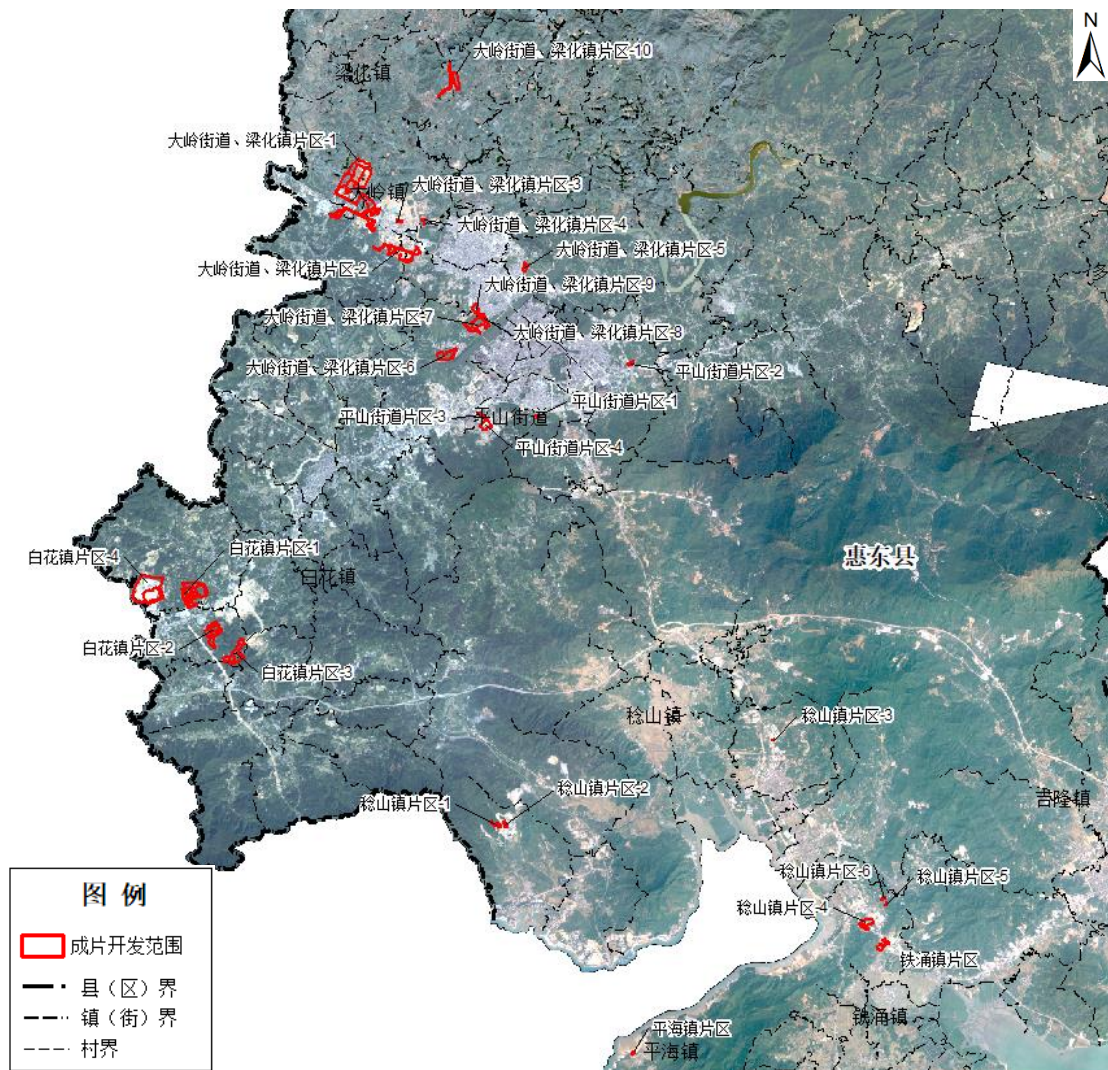 N
大岭街道、梁化镇片区-10
梁化镇
大岭街道、梁化镇片区-1
大岭街道、梁化镇片区-3
大岭镇
大岭街道、梁化镇片区-4
大岭街道、梁化镇片区-5
大岭街道、梁化镇片区-2
大岭街道、梁化镇片区-9
大岭街道、梁化镇片区-7
大岭街道、梁化镇片区-8
大岭街道、梁化镇片区-6
平山街道片区-2
平山街道片区-1
平山街道片区-3
平山街道
平山街道片区-4
多
白花镇片区-4
白花镇片区-1
惠东县
白花镇
白花镇片区-2
白花镇片区-3
稔山镇
稔山镇片区-3
稔山镇片区-2
稔山镇片区-1
吉隆镇
稔山镇片区-6
稔山镇片区-5
稔山镇片区-4
铁涌镇片区
铁涌镇
平海镇片区
平海镇
图 例
成片开发范围
县（区）界
镇（街）界
村界